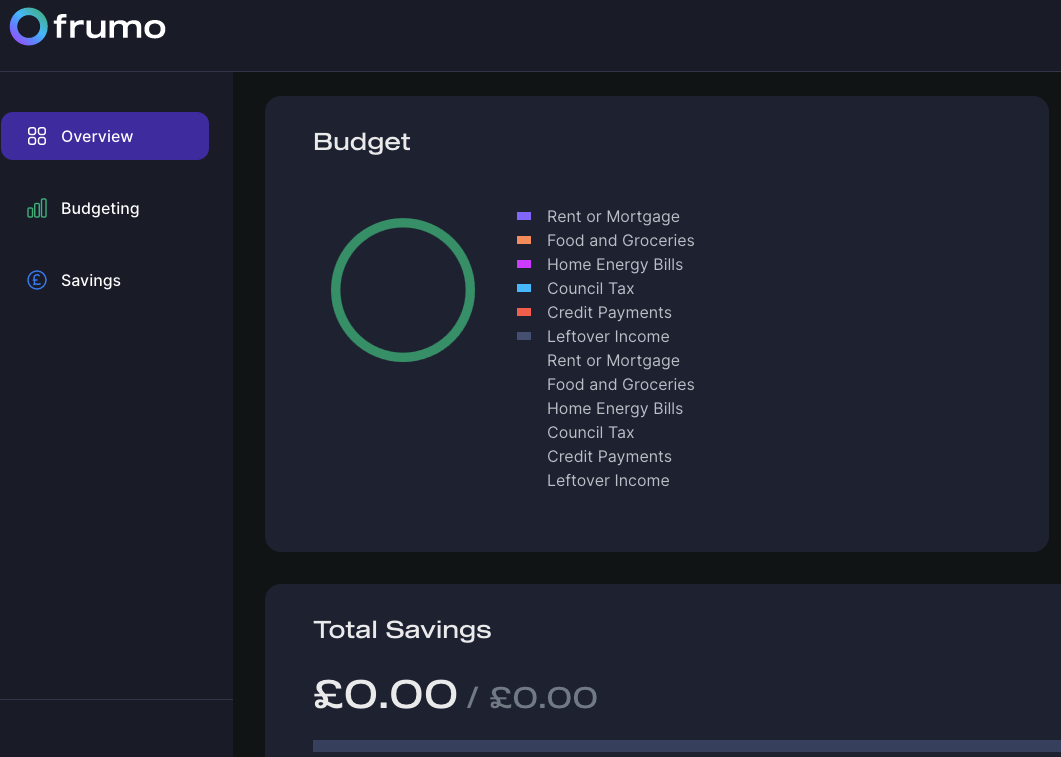 frumo
Overview
Budgeting
Savings
Budget
Rent or Mortgage
Food and Groceries
Home Energy Bills
Council Tax
Credit Payments
Leftover Income
Rent or Mortgage
Food and Groceries
Home Energy Bills
Council Tax
Credit Payments
Leftover Income
Total Savings
£0.00 / £0.00